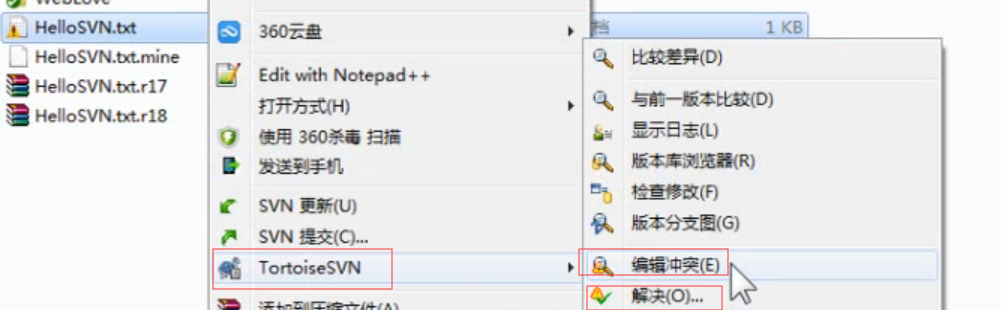 WebLove
HelloSVN.txt
HelloSVN.txt.mine
HelloSVN.txt.r17
HelloSVN.txt.r18
360云盘
Edit with Notepad++
打开方式(H)
使用 360杀毒 扫描
发送到手机
SVN 更新(U)
SVN 提交(C)...
TortoiseSVN
添加到压缩文件(A)
档
1 KB
比较差异(D)
与前一版本比较(D)
显示日志(L)
版本库浏览器(R)
检查修改(F)
版本分支图(G)
编辑冲突(E)
解决(O)...